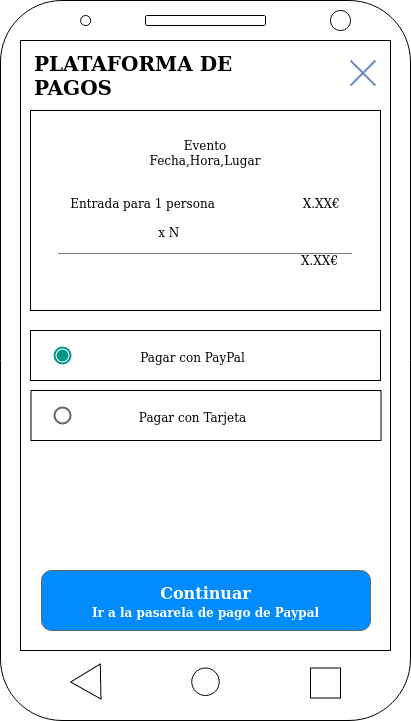 PLATAFORMA DE
PAGOS
Evento
Fecha,Hora,Lugar
Entrada para 1 persona X.XX€
x N
X.XX€
Pagar con PayPal
Pagar con Tarjeta
Continuar
Ir a la pasarela de pago de Paypal